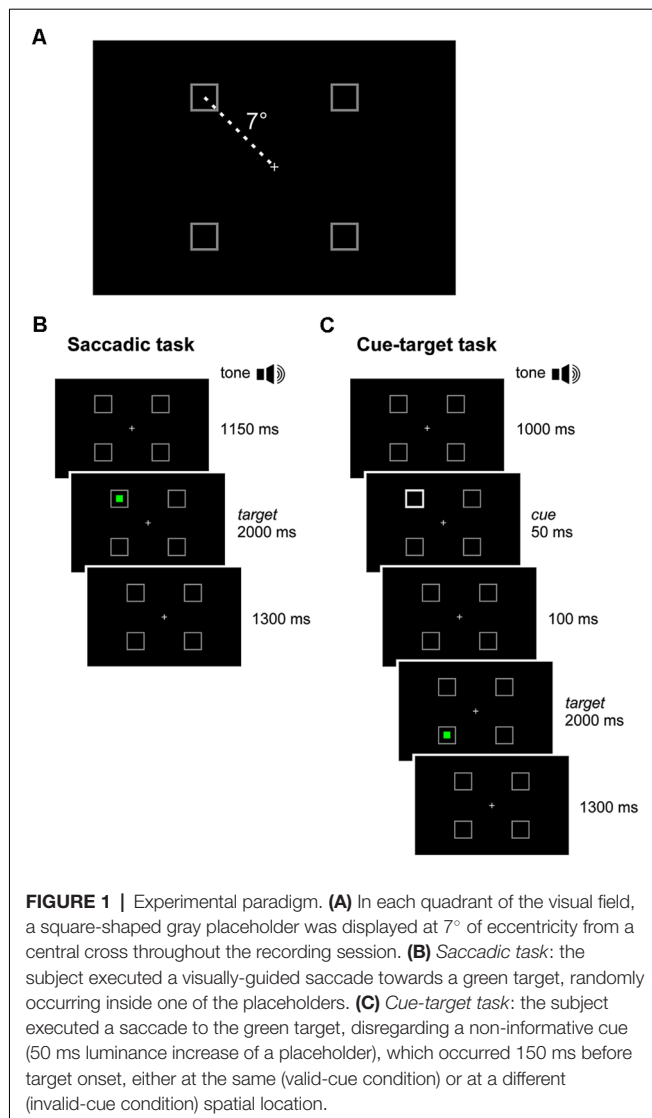 A
7°
B
Saccadic task
tone
1150 ms
target
2000 ms
1300 ms
C
Cue-target task
tone
1000 ms
cue
50 ms
100 ms
target
2000 ms
1300 ms
FIGURE 1 | Experimental paradigm. (A) In each quadrant of the visual field,
a square-shaped gray placeholder was displayed at 7° of eccentricity from a
central cross throughout the recording session. (B) Saccadic task: the
subject executed a visually-guided saccade towards a green target, randomly
occurring inside one of the placeholders. (C) Cue-target task: the subject
executed a saccade to the green target, disregarding a non-informative cue
(50 ms luminance increase of a placeholder), which occurred 150 ms before
target onset, either at the same (valid-cue condition) or at a different
(invalid-cue condition) spatial location.